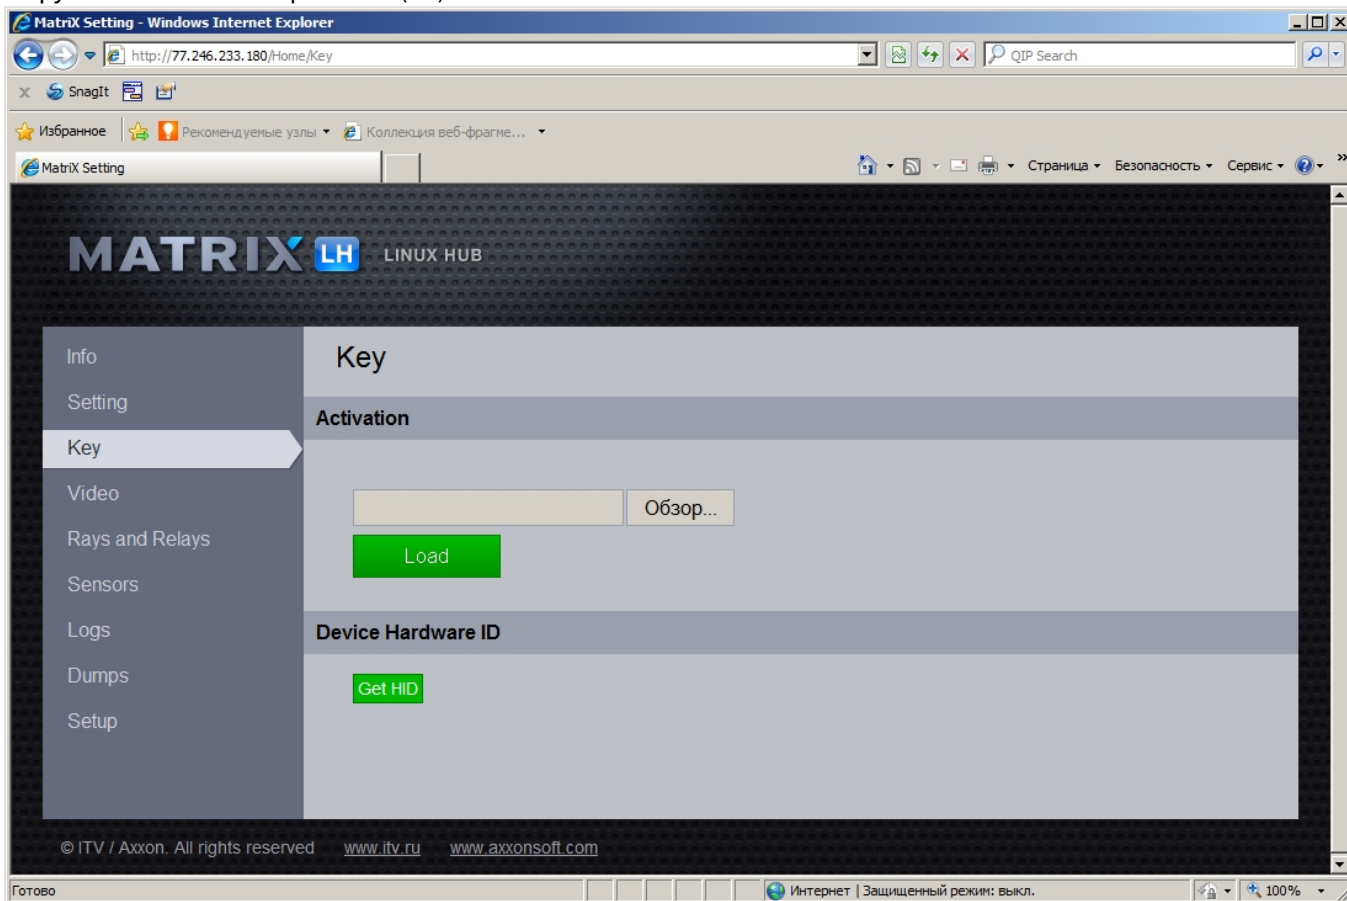 MatriX Setting - Windows Internet Explorer
http://77.246.233.180/Home/Key
QIP Search
x SnagIt
Избранное Рекомендуемые узлы Коллекция веб-фрагме...
MatriX Setting
Страница Безопасность Сервис »
MATRIX LH LINUX HUB
Info
Setting
Key
Video
Rays and Relays
Sensors
Logs
Dumps
Setup
Key
Activation
Обзор...
Load
Device Hardware ID
Get HID
© ITV / Axxon. All rights reserved www.itv.ru www.axxonsoft.com
Готово
Интернет | Защищенный режим: выкл.
100%